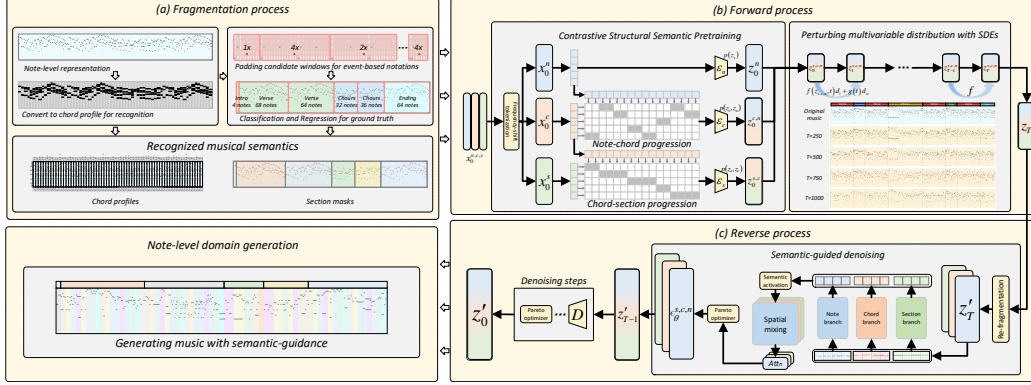 (a) Fragmentation process
Note-level representation
Convert to chord profile for recognition
1x
4x
2x
4x
Padding candidate windows for event-based notations
Intro
4 notes
Verse
68 notes
Verse
64 notes
Chours
32 notes
Chours
36 notes
Ending
64 notes
Classification and Regression for ground truth
Recognized musical semantics
Chord profiles
Section masks
(b) Forward process
Contrastive Structural Semantic Pretraining
Frequency-shift
tokenization
Note-chord progression
Chord-section progression
Perturbing multivariable distribution with SDEs
Original
music
T=250
T=500
T=750
T=1000
(c) Reverse process
Semantic-guided denoising
Re-fragmentation
Note
branch
Chord
branch
Section
branch
Semantic
activation
Spatial
mixing
Attn
Pareto
optimizer
Denoising steps
Pareto
optimizer
... D
Note-level domain generation
Generating music with semantic-guidance